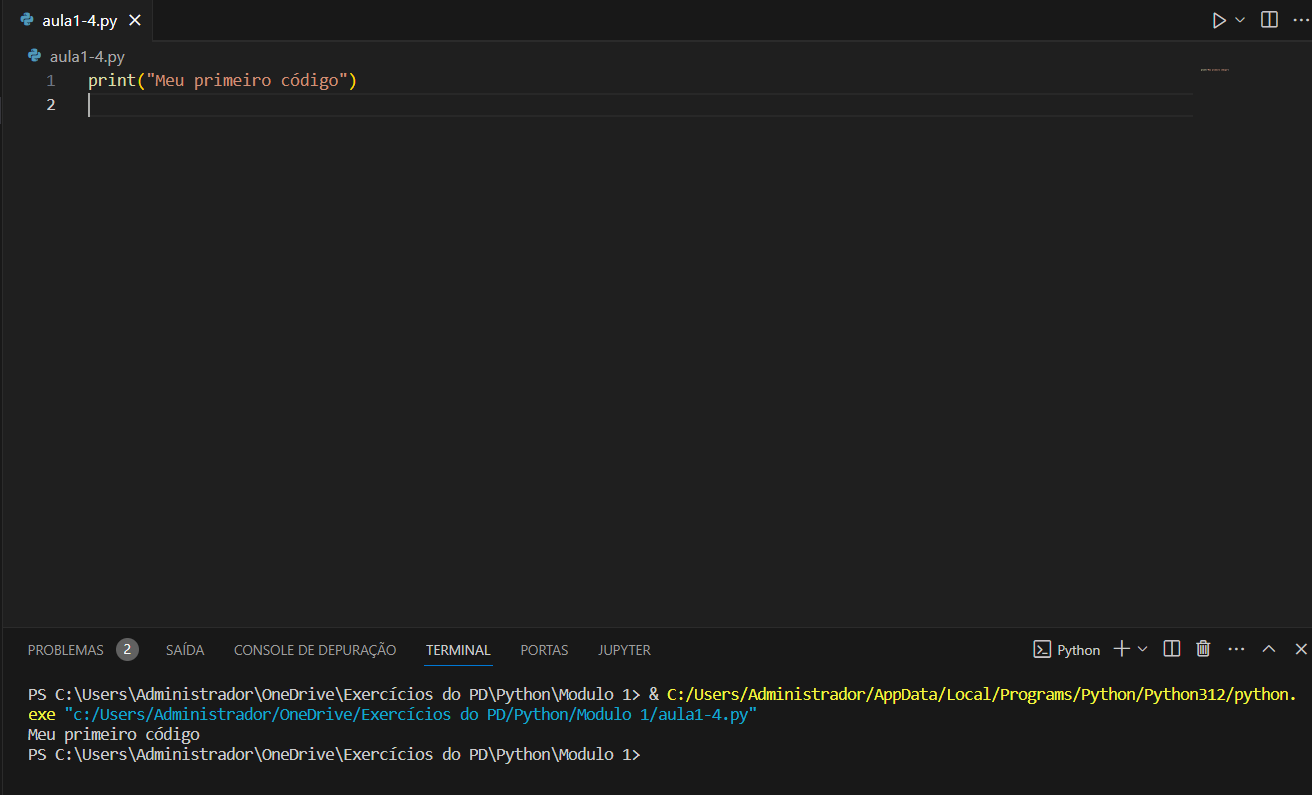 aula1-4.py
aula1-4.py
1 print("Meu primeiro código")
2
PROBLEMAS 2 SAÍDA CONSOLE DE DEPURAÇÃO TERMINAL PORTAS JUPYTER Python
PS C:\Users\Administrador\OneDrive\Exercícios do PD\Python\Modulo 1> & C:/Users/Administrador/AppData/Local/Programs/Python/Python312/python.
exe "c:/Users/Administrador/OneDrive/Exercícios do PD/Python/Modulo 1/aula1-4.py"
Meu primeiro código
PS C:\Users\Administrador\OneDrive\Exercícios do PD\Python\Modulo 1>